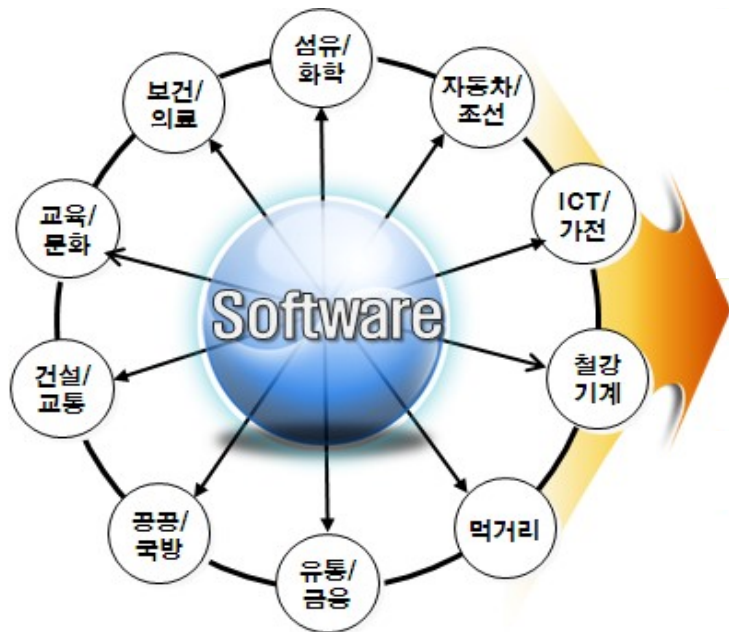 섬유/
화학
보건/
의료
자동차/
조선
교육/
문화
ICT/
가전
Software
건설/
교통
철강
기계
공공/
국방
먹거리
유통/
금융